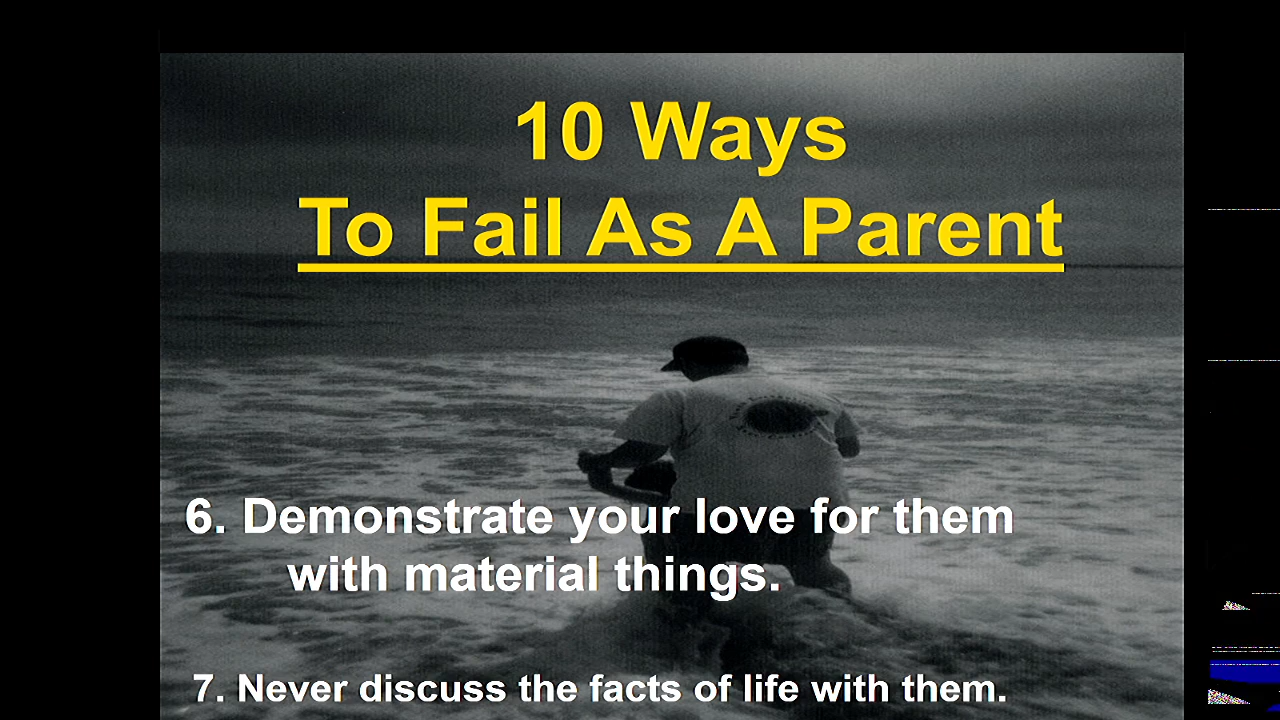 10 Ways
To Fail As A Parent
6. Demonstrate your love for them
with material things.
7. Never discuss the facts of life with them.